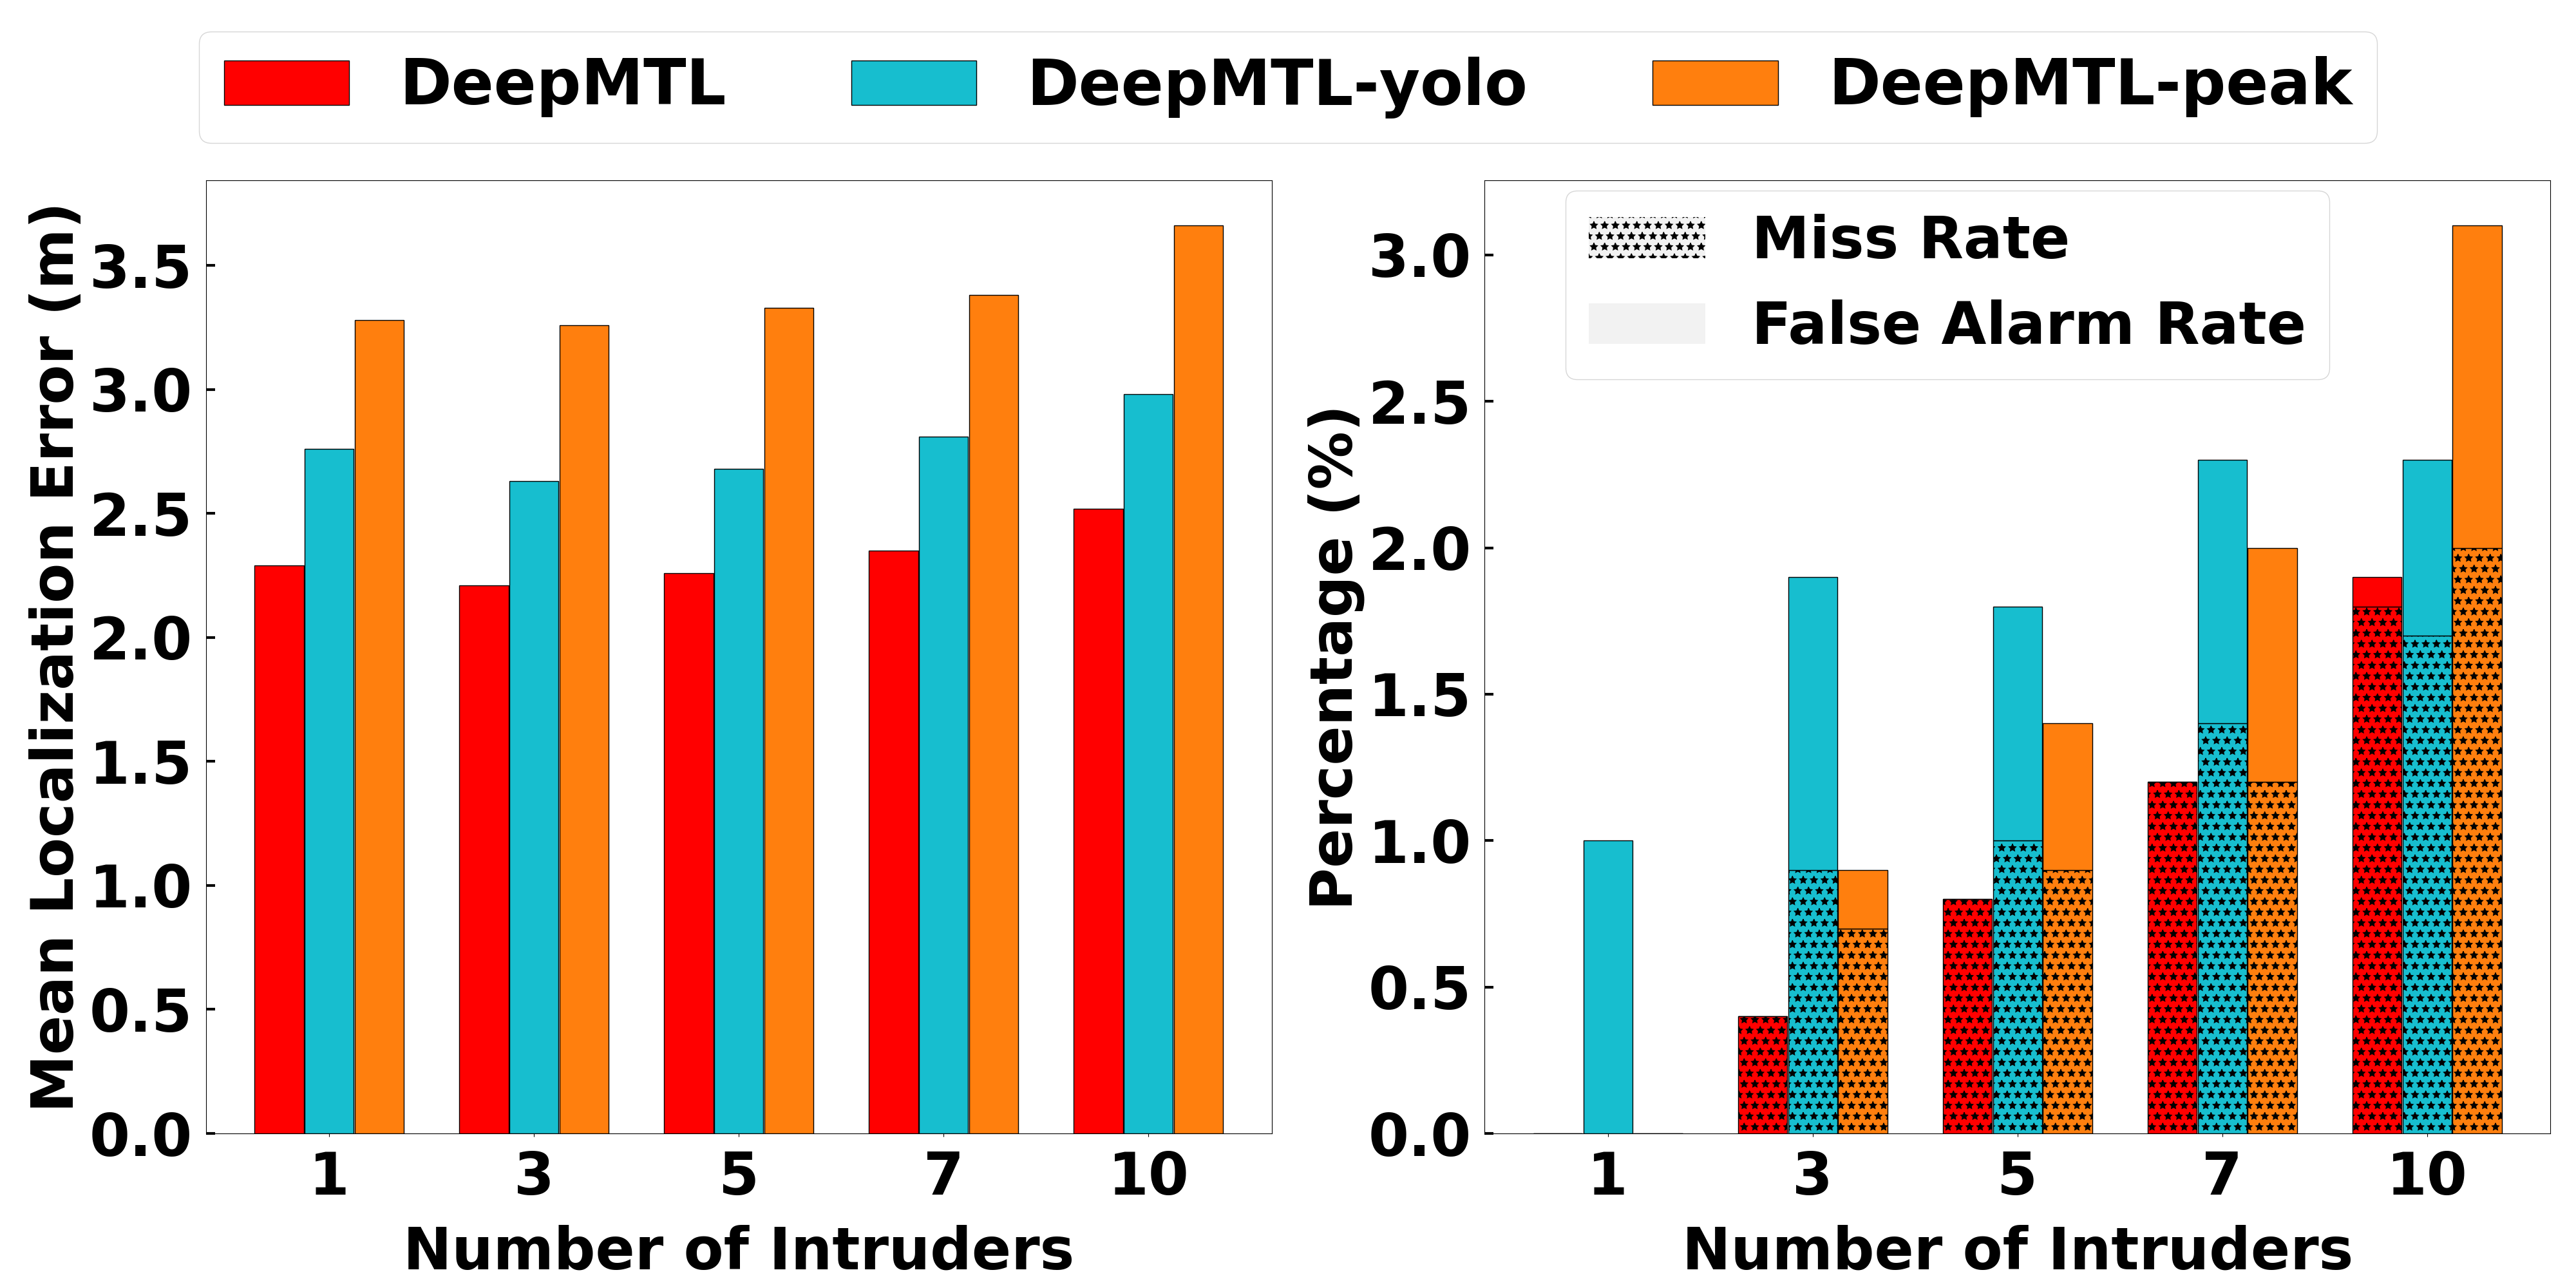 DeepMTL DeepMTL-yolo DeepMTL-peak
Mean Localization Error (m)
3.5
3.0
2.5
2.0
1.5
1.0
0.5
0.0
1 3 5 7 10
Number of Intruders
Miss Rate
False Alarm Rate
Percentage (%)
3.0
2.5
2.0
1.5
1.0
0.5
0.0
1 3 5 7 10
Number of Intruders